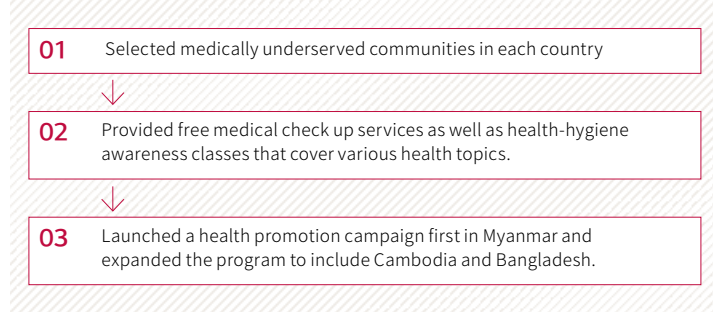 01 Selected medically underserved communities in each country
02 Provided free medical check up services as well as health-hygiene
awareness classes that cover various health topics.
03 Launched a health promotion campaign first in Myanmar and
expanded the program to include Cambodia and Bangladesh.